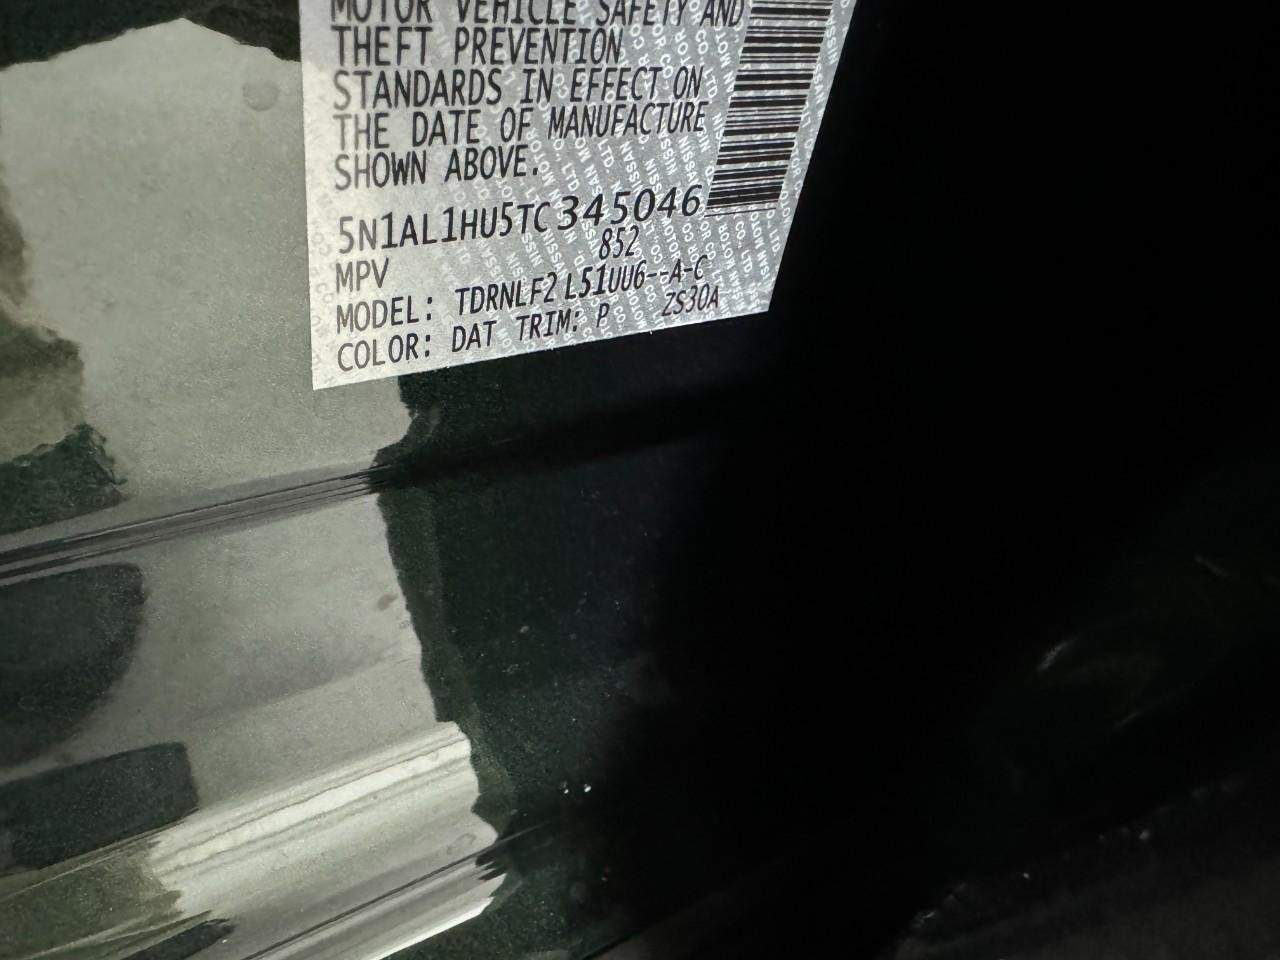 MOTOR VEHICLE SAFETY AND
THEFT PREVENTION
STANDARDS IN EFFECT ON
THE DATE OF MANUFACTURE
SHOWN ABOVE.
5N1AL1HU5TC345046
MPV 852
MODEL: TDRNLF2 L51UU6--A-C
COLOR: DAT TRIM: P ZS30A